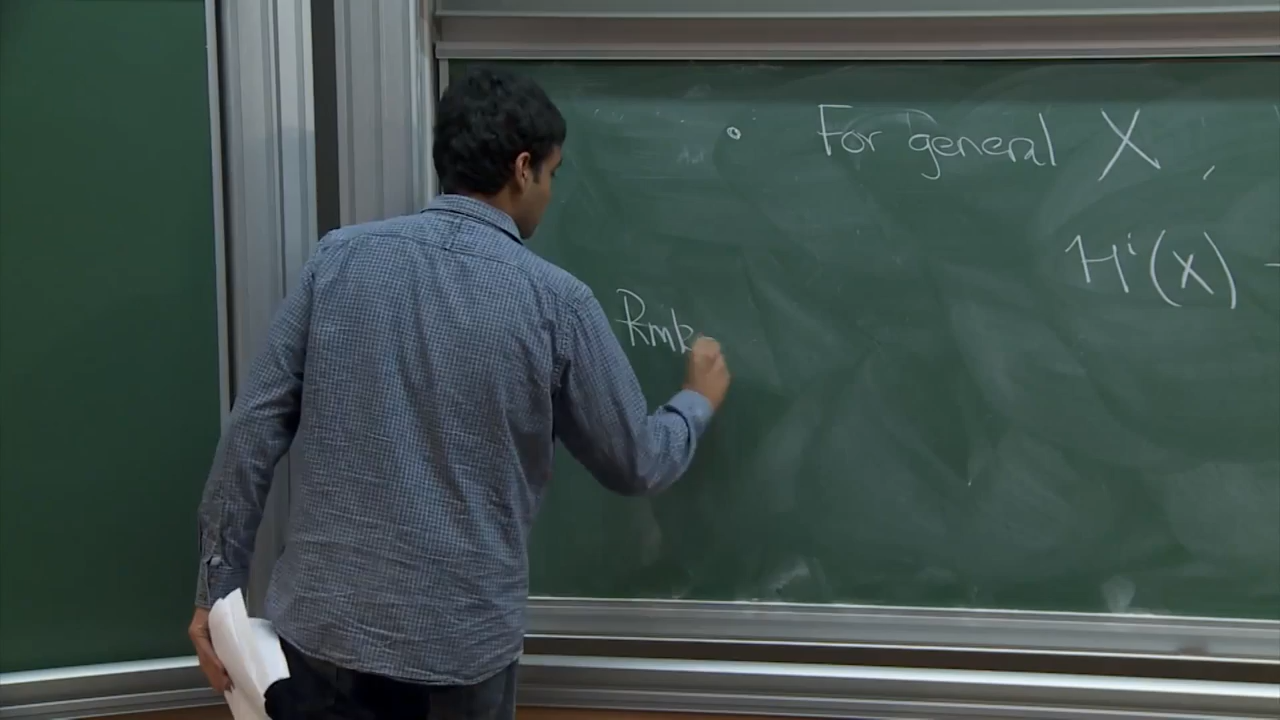 • For general X,
H^i(X) -
Rmk